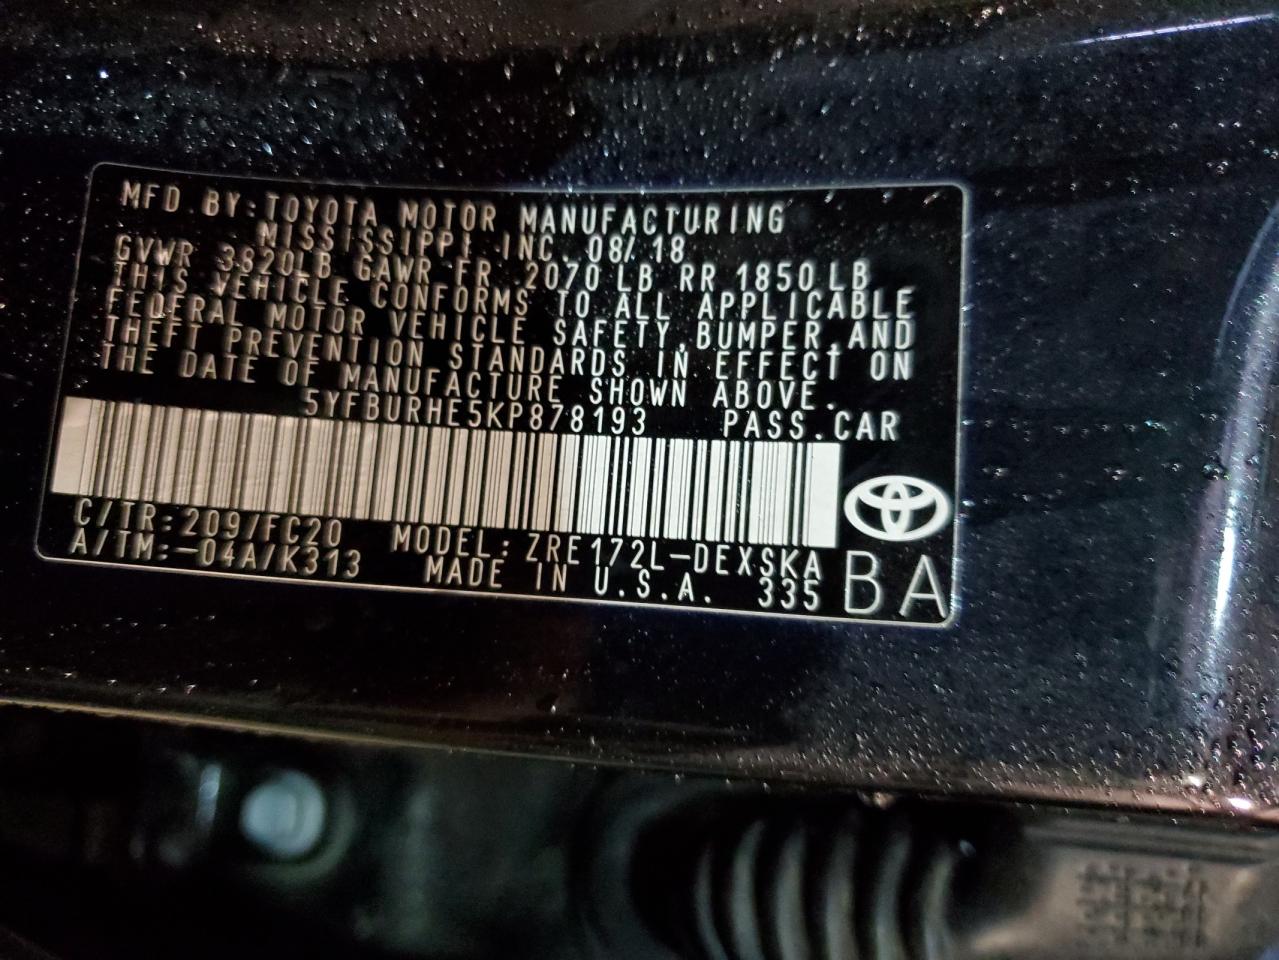 MFD.BY:TOYOTA MOTOR MANUFACTURING
MISSISSIPPI INC. 08/18
GVWR 3820LB GAWR FR 2070 LB RR 1850LB
THIS VEHICLE CONFORMS TO ALL APPLICABLE
FEDERAL MOTOR VEHICLE SAFETY,BUMPER,AND
THEFT PREVENTION STANDARDS IN EFFECT ON
THE DATE OF MANUFACTURE SHOWN ABOVE.
5YFBURHE5KP878193 PASS.CAR
C/TR:209/FC20 MODEL:ZRE172L-DEXSKA
A/TM:-04A/K313 MADE IN U.S.A. 335
BA